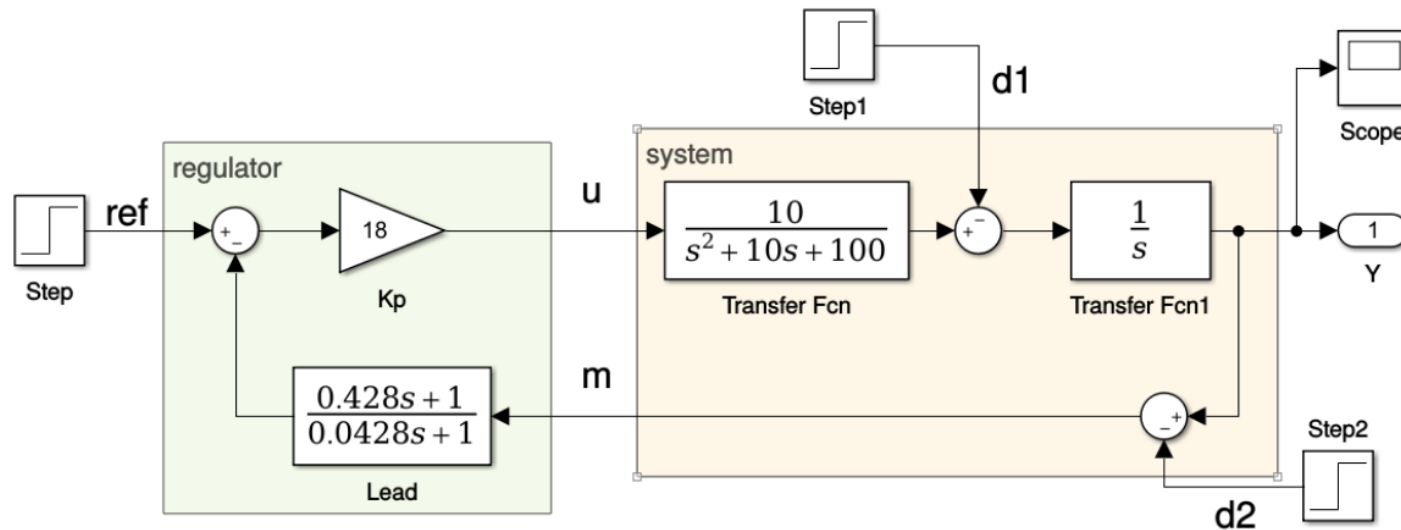 Step1
d1
Scope
regulator
system
Step
ref
+
−
18
Kp
u
10
s² + 10s + 100
Transfer Fcn
+
−
1
s
Transfer Fcn1
1
Y
0.428s + 1
0.0428s + 1
Lead
m
+
−
Step2
d2